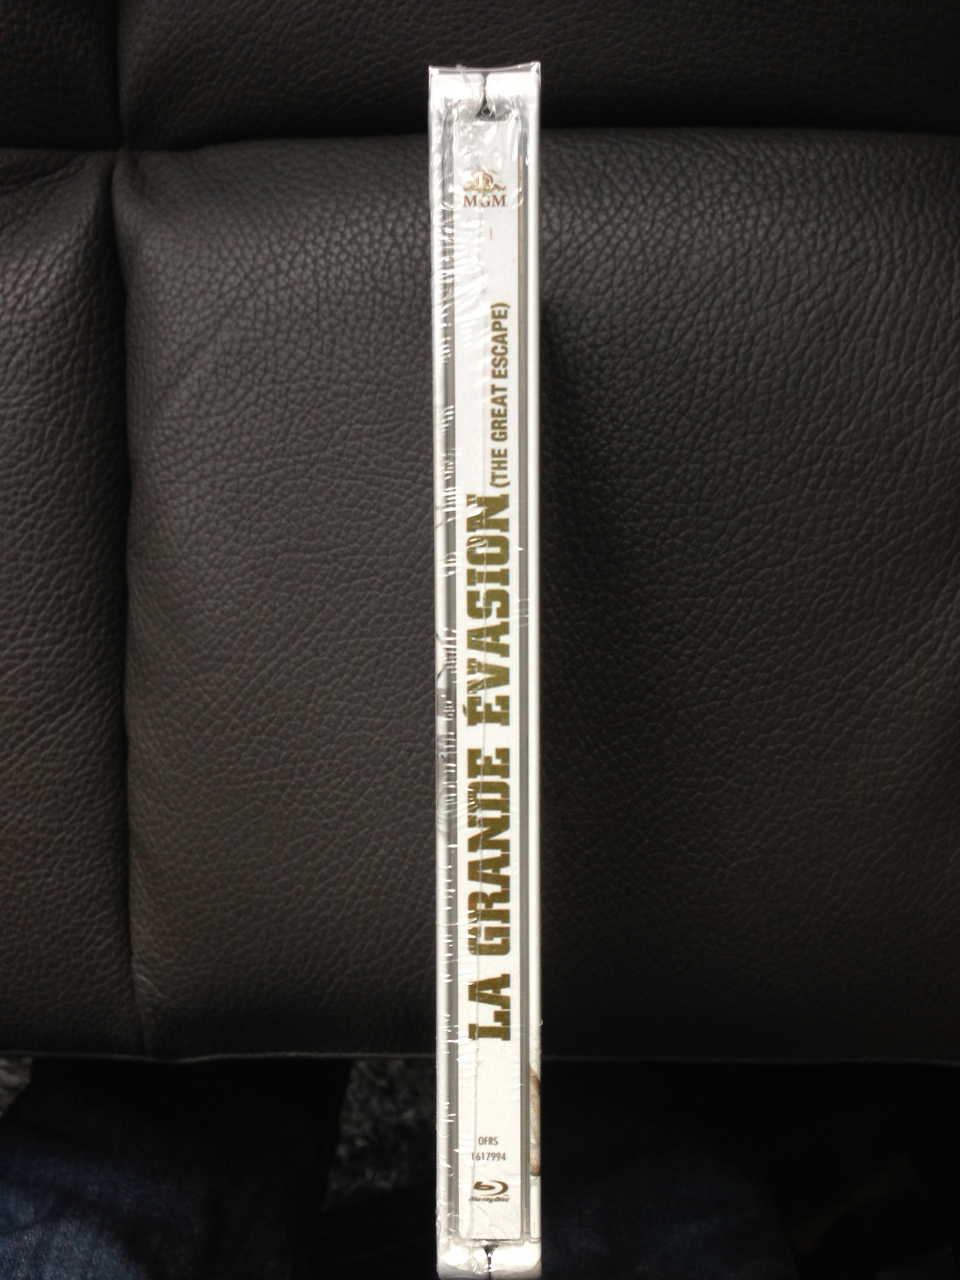 MGM
LA GRANDE ÉVASION (THE GREAT ESCAPE)
OFRS
1617994
Blu-ray Disc